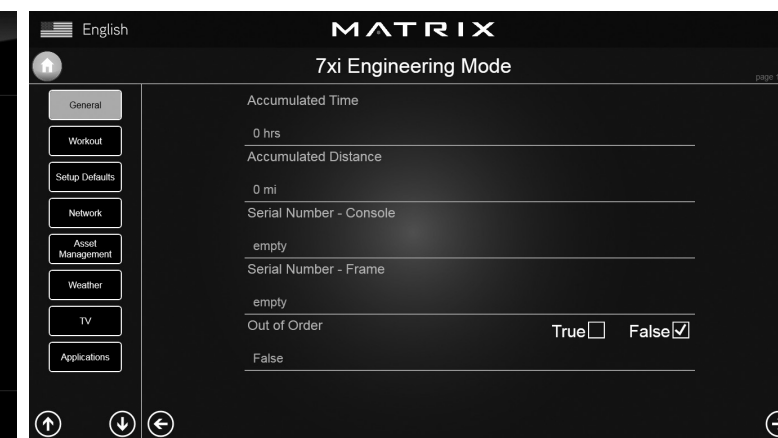 English
MATRIX
7xi Engineering Mode
page
General
Workout
Setup Defaults
Network
Asset
Management
Weather
TV
Applications
Accumulated Time
0 hrs
Accumulated Distance
0 mi
Serial Number - Console
empty
Serial Number - Frame
empty
Out of Order
True False
False